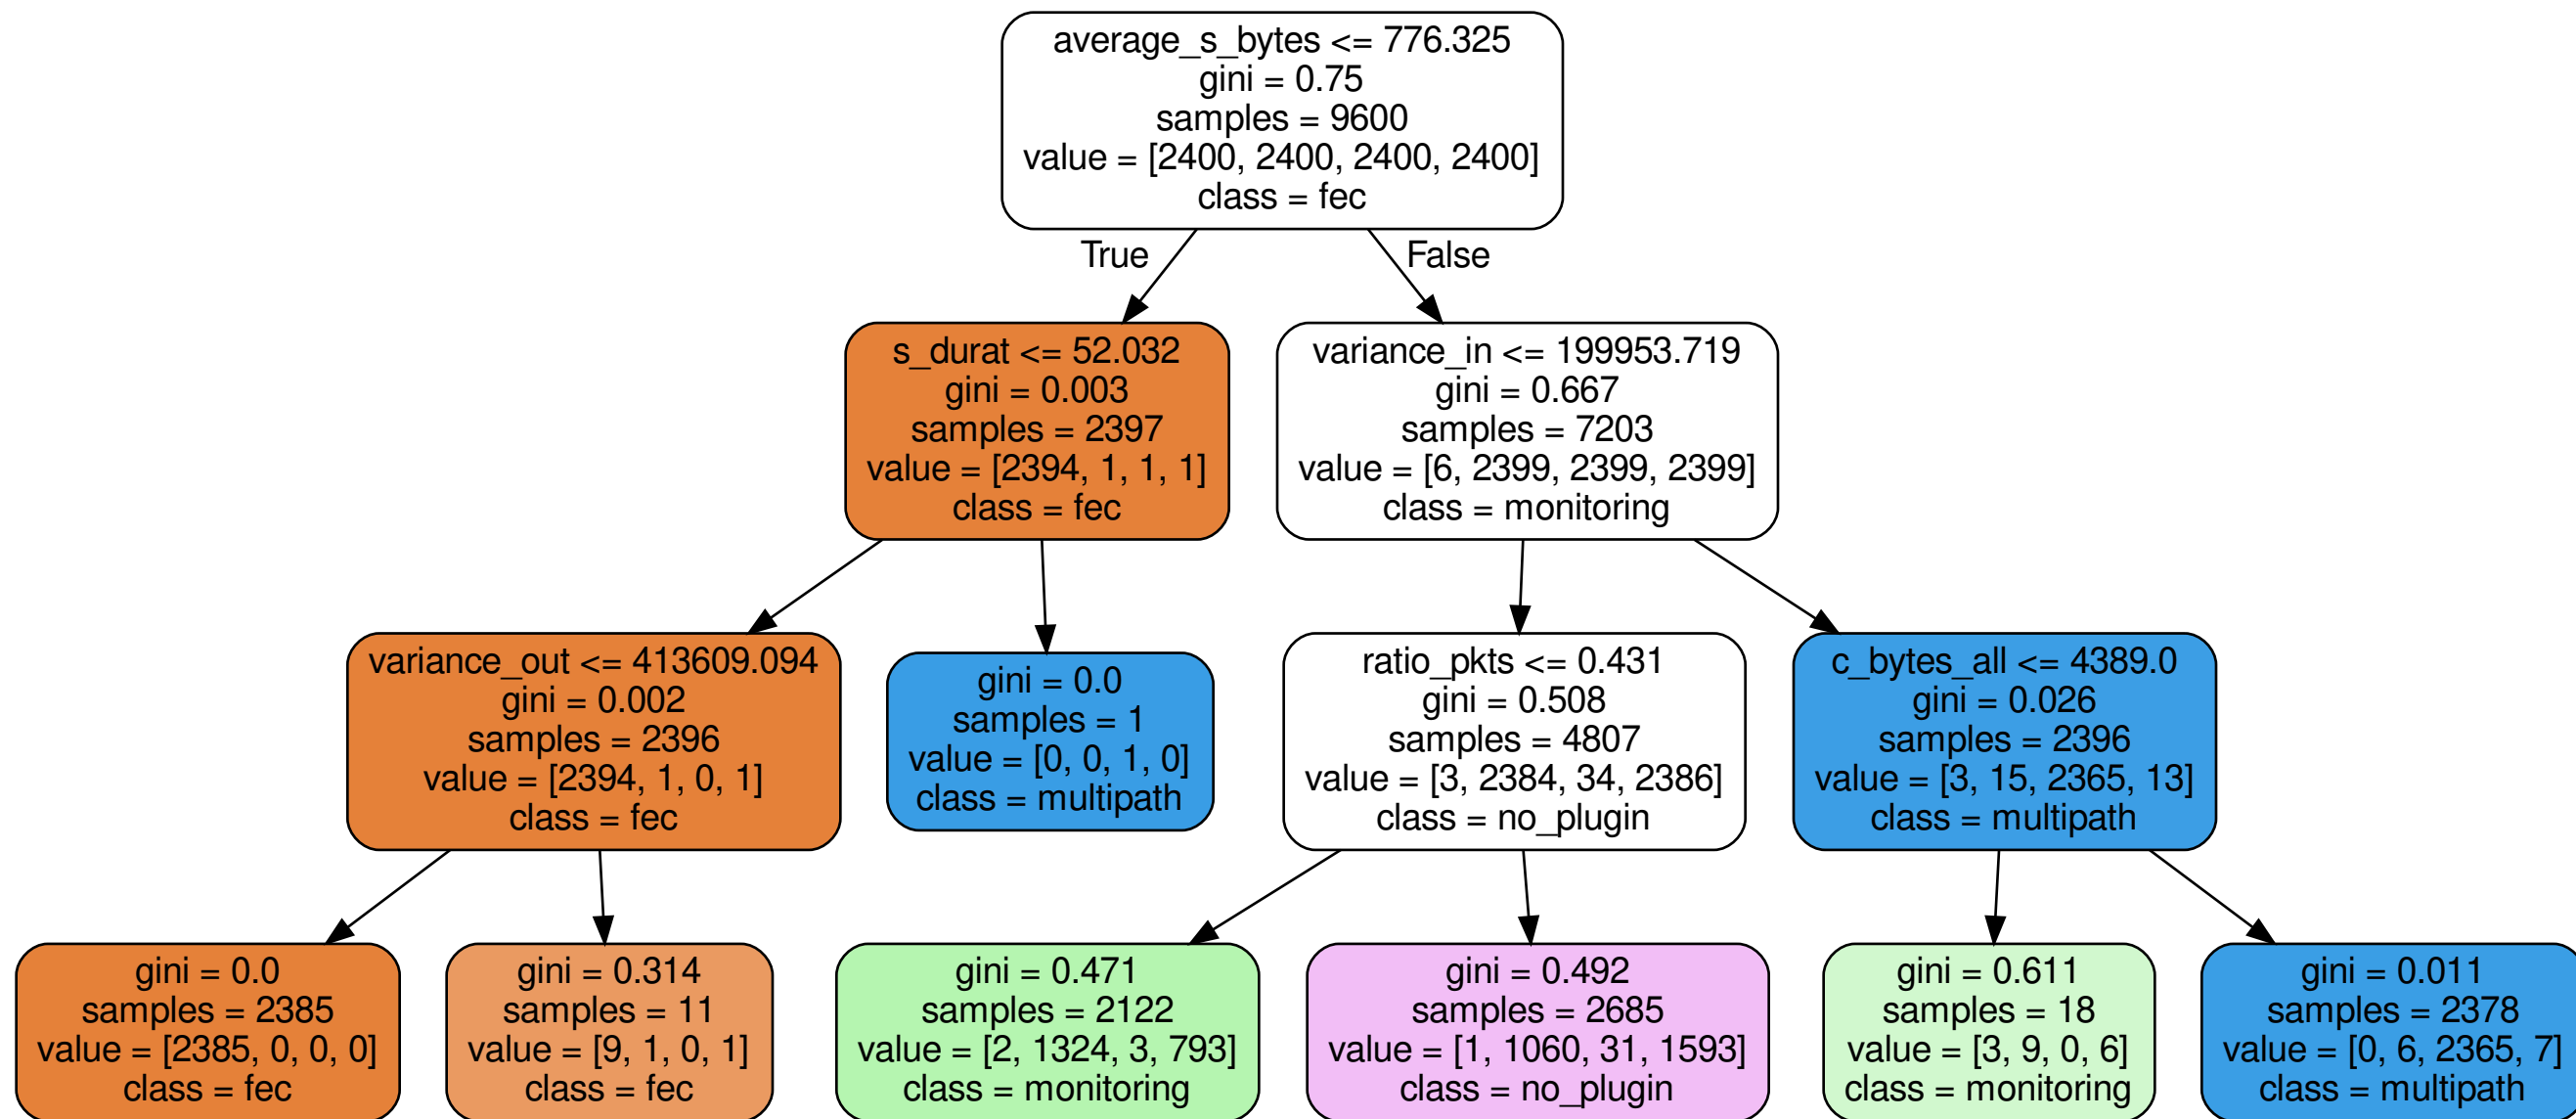 average_s_bytes <= 776.325
gini = 0.75
samples = 9600
value = [2400, 2400, 2400, 2400]
class = fec
True
False
s_durat <= 52.032
gini = 0.003
samples = 2397
value = [2394, 1, 1, 1]
class = fec
variance_in <= 199953.719
gini = 0.667
samples = 7203
value = [6, 2399, 2399, 2399]
class = monitoring
variance_out <= 413609.094
gini = 0.002
samples = 2396
value = [2394, 1, 0, 1]
class = fec
gini = 0.0
samples = 1
value = [0, 0, 1, 0]
class = multipath
ratio_pkts <= 0.431
gini = 0.508
samples = 4807
value = [3, 2384, 34, 2386]
class = no_plugin
c_bytes_all <= 4389.0
gini = 0.026
samples = 2396
value = [3, 15, 2365, 13]
class = multipath
gini = 0.0
samples = 2385
value = [2385, 0, 0, 0]
class = fec
gini = 0.314
samples = 11
value = [9, 1, 0, 1]
class = fec
gini = 0.471
samples = 2122
value = [2, 1324, 3, 793]
class = monitoring
gini = 0.492
samples = 2685
value = [1, 1060, 31, 1593]
class = no_plugin
gini = 0.611
samples = 18
value = [3, 9, 0, 6]
class = monitoring
gini = 0.011
samples = 2378
value = [0, 6, 2365, 7]
class = multipath